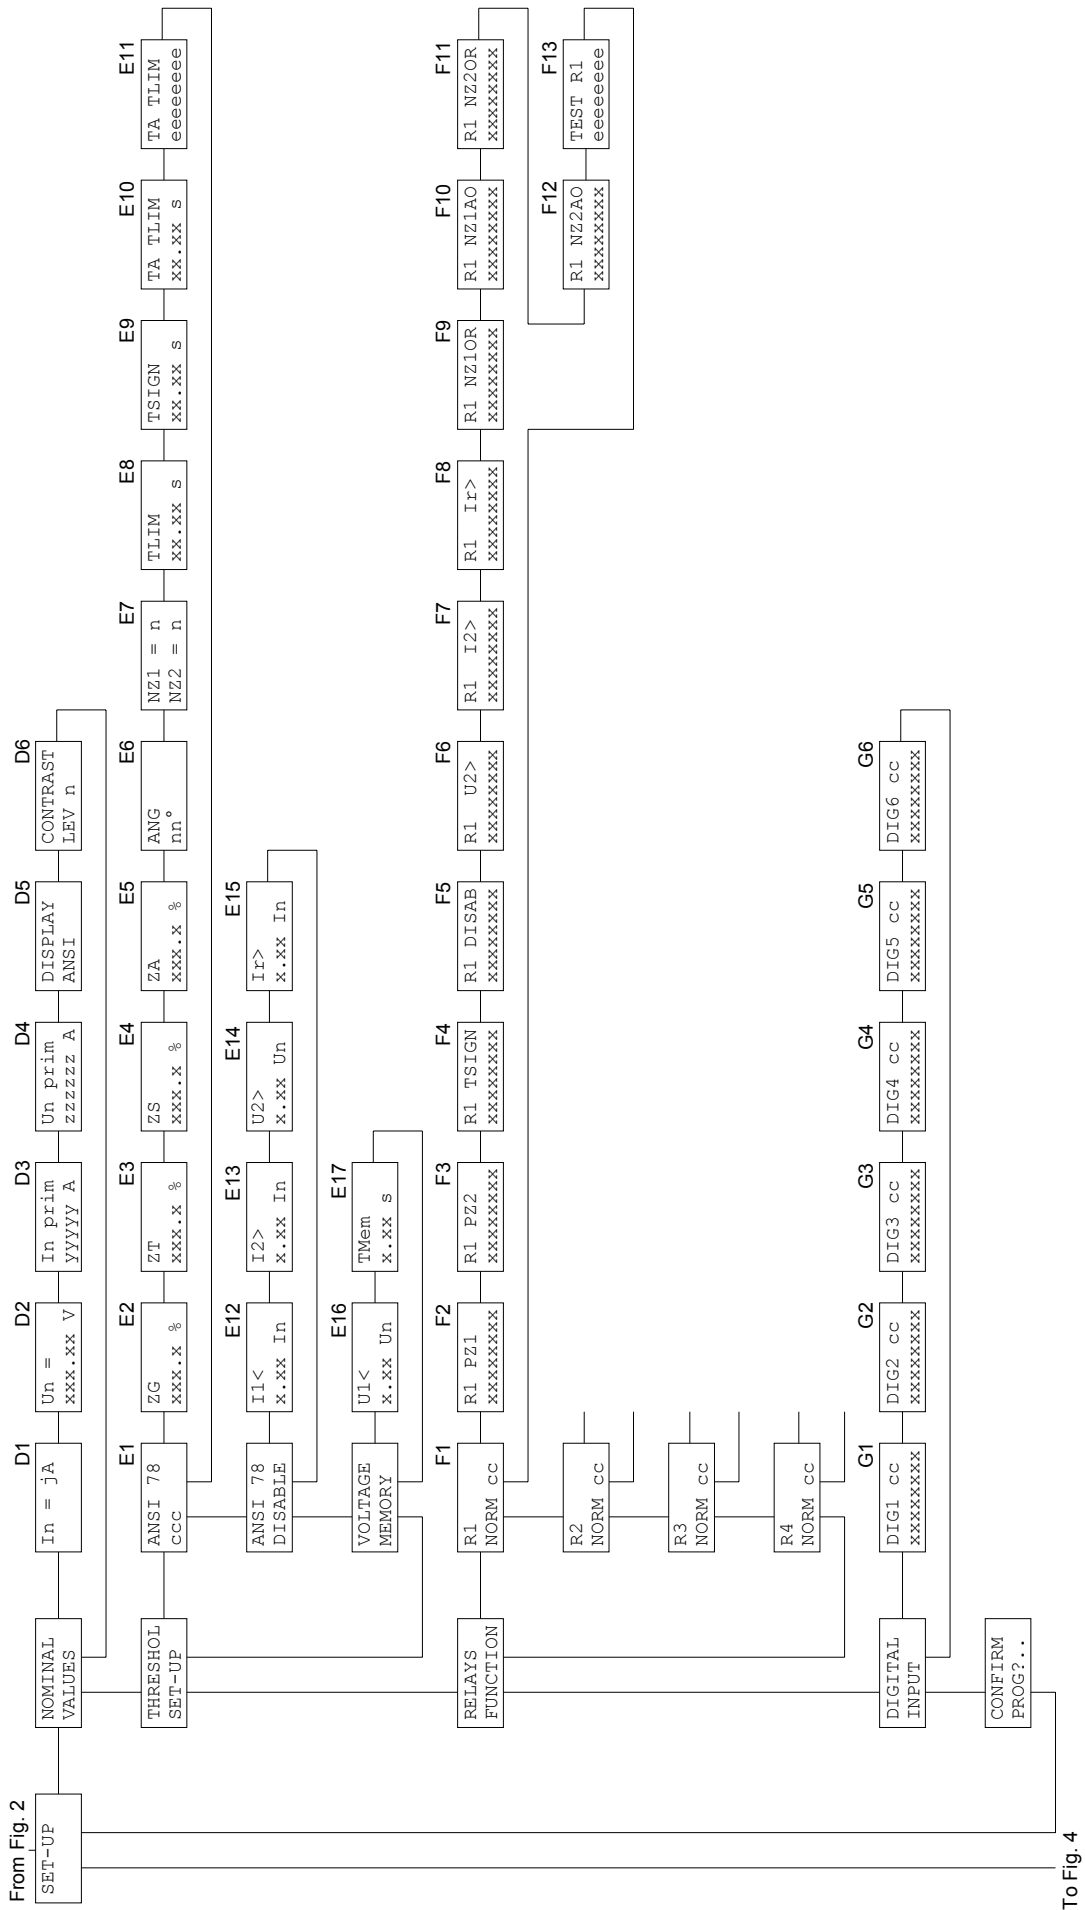 From Fig. 2
SET-UP
NOMINAL
VALUES
D1
In = jA
D2
Un =
xxx.xx V
D3
In prim
yyyyy A
D4
Un prim
zzzzzz A
D5
DISPLAY
ANSI
D6
CONTRAST
LEV n
THRESHOL
SET-UP
E1
ANSI 78
ccc
E2
ZG
xxx.x %
E3
ZT
xxx.x %
E4
ZS
xxx.x %
E5
ZA
xxx.x %
E6
ANG
nn°
E7
NZ1 = n
NZ2 = n
E8
TLIM
xx.xx s
E9
TSIGN
xx.xx s
E10
TA TLIM
xx.xx s
E11
TA TLIM
eeeeeeee
ANSI 78
DISABLE
E12
I1<
x.xx In
E13
I2>
x.xx In
E14
U2>
x.xx Un
E15
Ir>
x.xx In
VOLTAGE
MEMORY
E16
U1<
x.xx Un
E17
TMem
x.xx s
RELAYS
FUNCTION
F1
R1
NORM cc
F2
R1 PZ1
xxxxxxxx
F3
R1 PZ2
xxxxxxxx
F4
R1 TSIGN
xxxxxxxx
F5
R1 DISAB
xxxxxxxx
F6
R1 U2>
xxxxxxxx
F7
R1 I2>
xxxxxxxx
F8
R1 Ir>
xxxxxxxx
F9
R1 NZ1OR
xxxxxxxx
F10
R1 NZ1AO
xxxxxxxx
F11
R1 NZ2OR
xxxxxxxx
F12
R1 NZ2AO
xxxxxxxx
F13
TEST R1
eeeeeeee
R2
NORM cc
R3
NORM cc
R4
NORM cc
DIGITAL
INPUT
G1
DIG1 cc
xxxxxxxx
G2
DIG2 cc
xxxxxxxx
G3
DIG3 cc
xxxxxxxx
G4
DIG4 cc
xxxxxxxx
G5
DIG5 cc
xxxxxxxx
G6
DIG6 cc
xxxxxxxx
CONFIRM
PROG?..
To Fig. 4